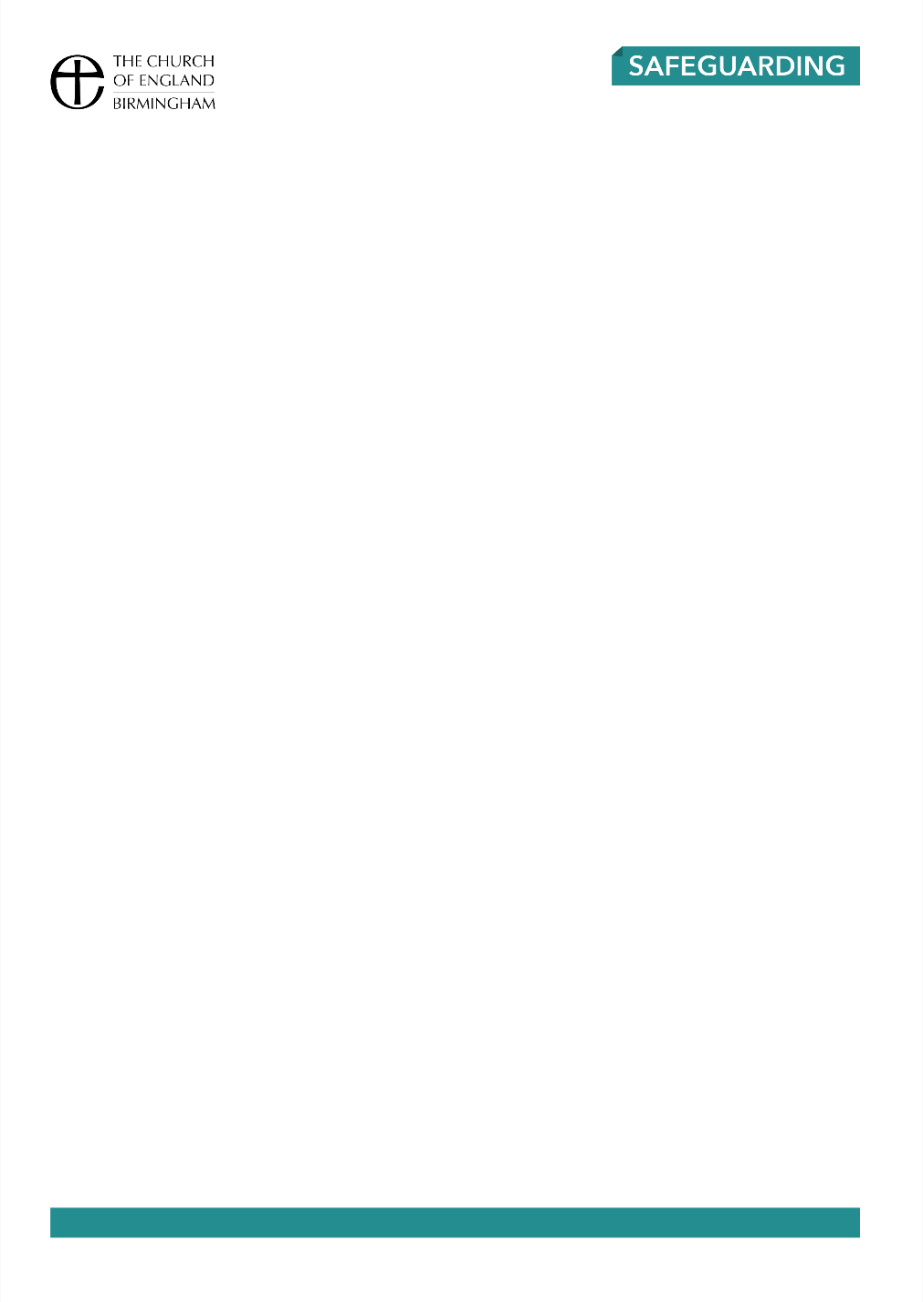 THE CHURCH
OF ENGLAND
BIRMINGHAM
SAFEGUARDING